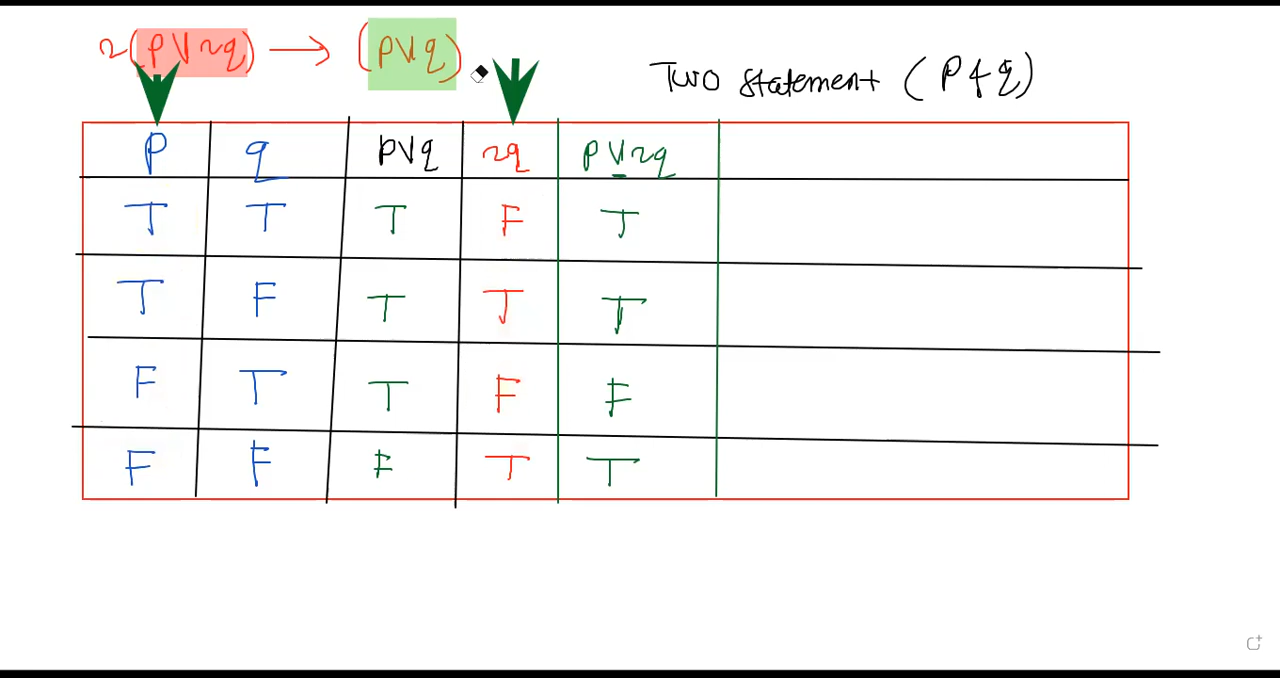 ~(p∨~q) → (p∨q)
Two statement (P & q)
p q p∨q ~q p∨~q
T T T F T
T F T T T
F T T F F
F F F T T